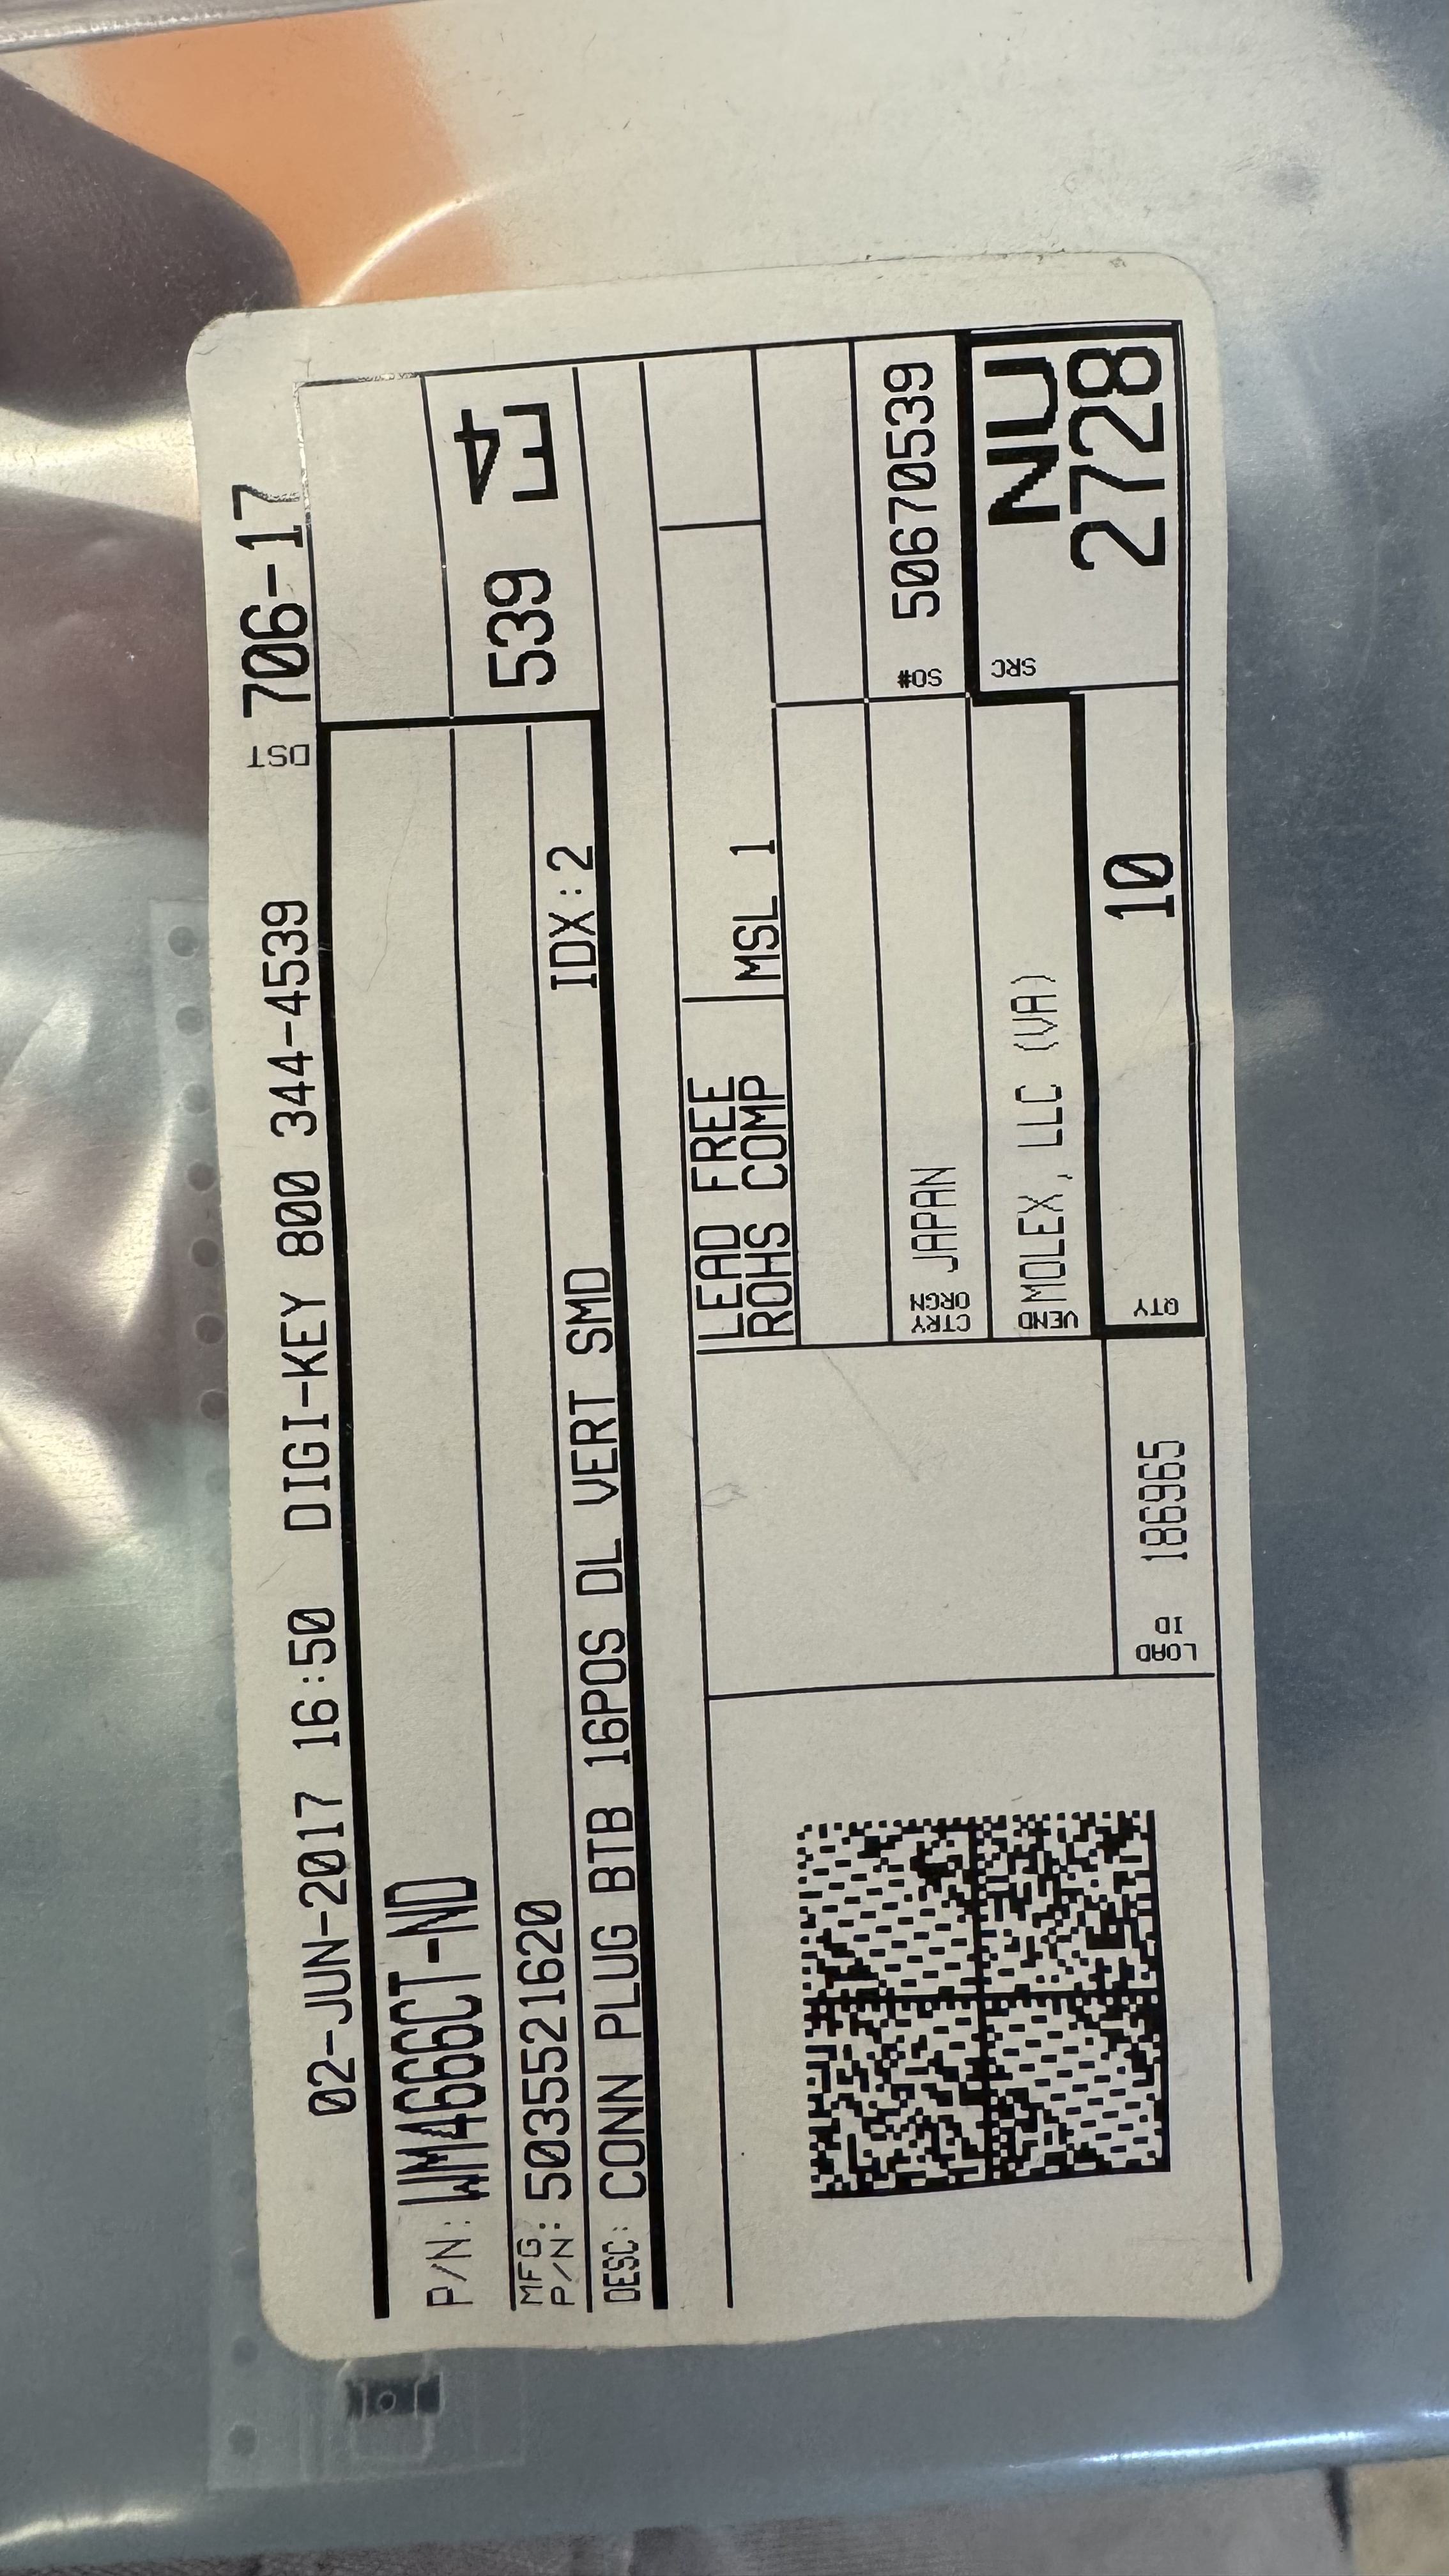 02-JUN-2017 16:50 DIGI-KEY 800 344-4539 DST 706-17
P/N: WM4666CT-ND
MFG P/N: 5035521620
539 E4
IDX:2
DESC: CONN PLUG BTB 16POS DL VERT SMD
LEAD FREE
ROHS COMP
MSL 1
CTRY ORGN JAPAN
SO# 50670539
VEND MOLEX, LLC (VA)
SRC NU
2728
LOAD ID 186965
QTY 10